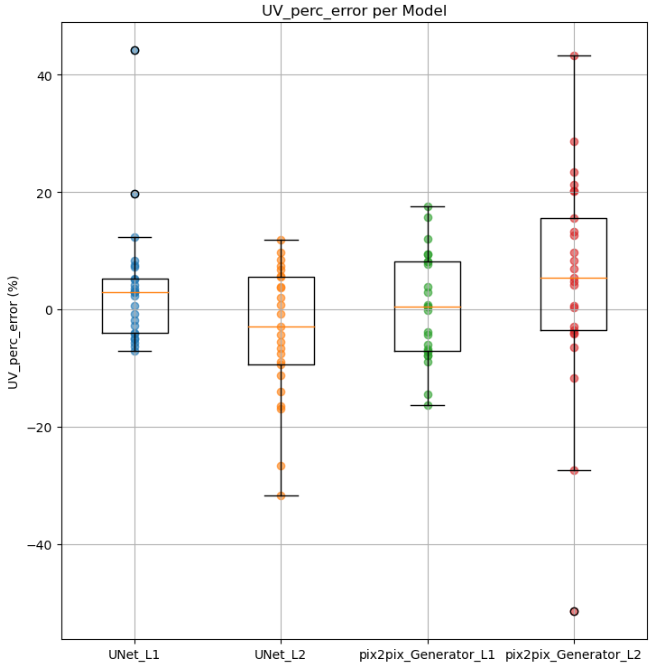 UV_perc_error per Model
UV_perc_error (%)
40
20
0
−20
−40
UNet_L1
UNet_L2
pix2pix_Generator_L1
pix2pix_Generator_L2